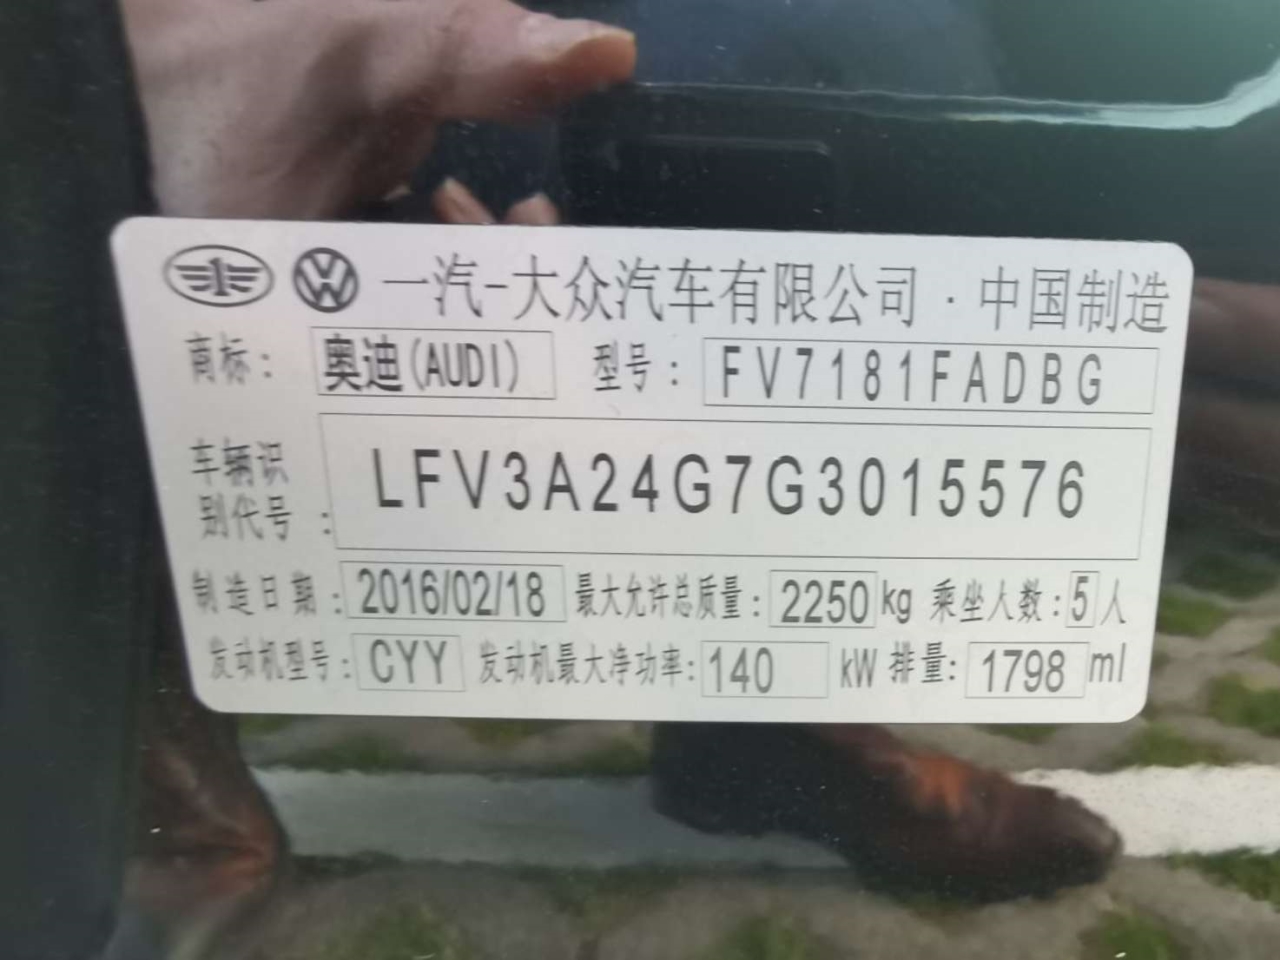 一汽-大众汽车有限公司 · 中国制造
商标： 奥迪(AUDI) 型号： FV7181FADBG
车辆识
别代号： LFV3A24G7G3015576
制造日期： 2016/02/18 最大允许总质量： 2250 kg 乘坐人数： 5 人
发动机型号： CYY 发动机最大净功率： 140 kW 排量： 1798 ml